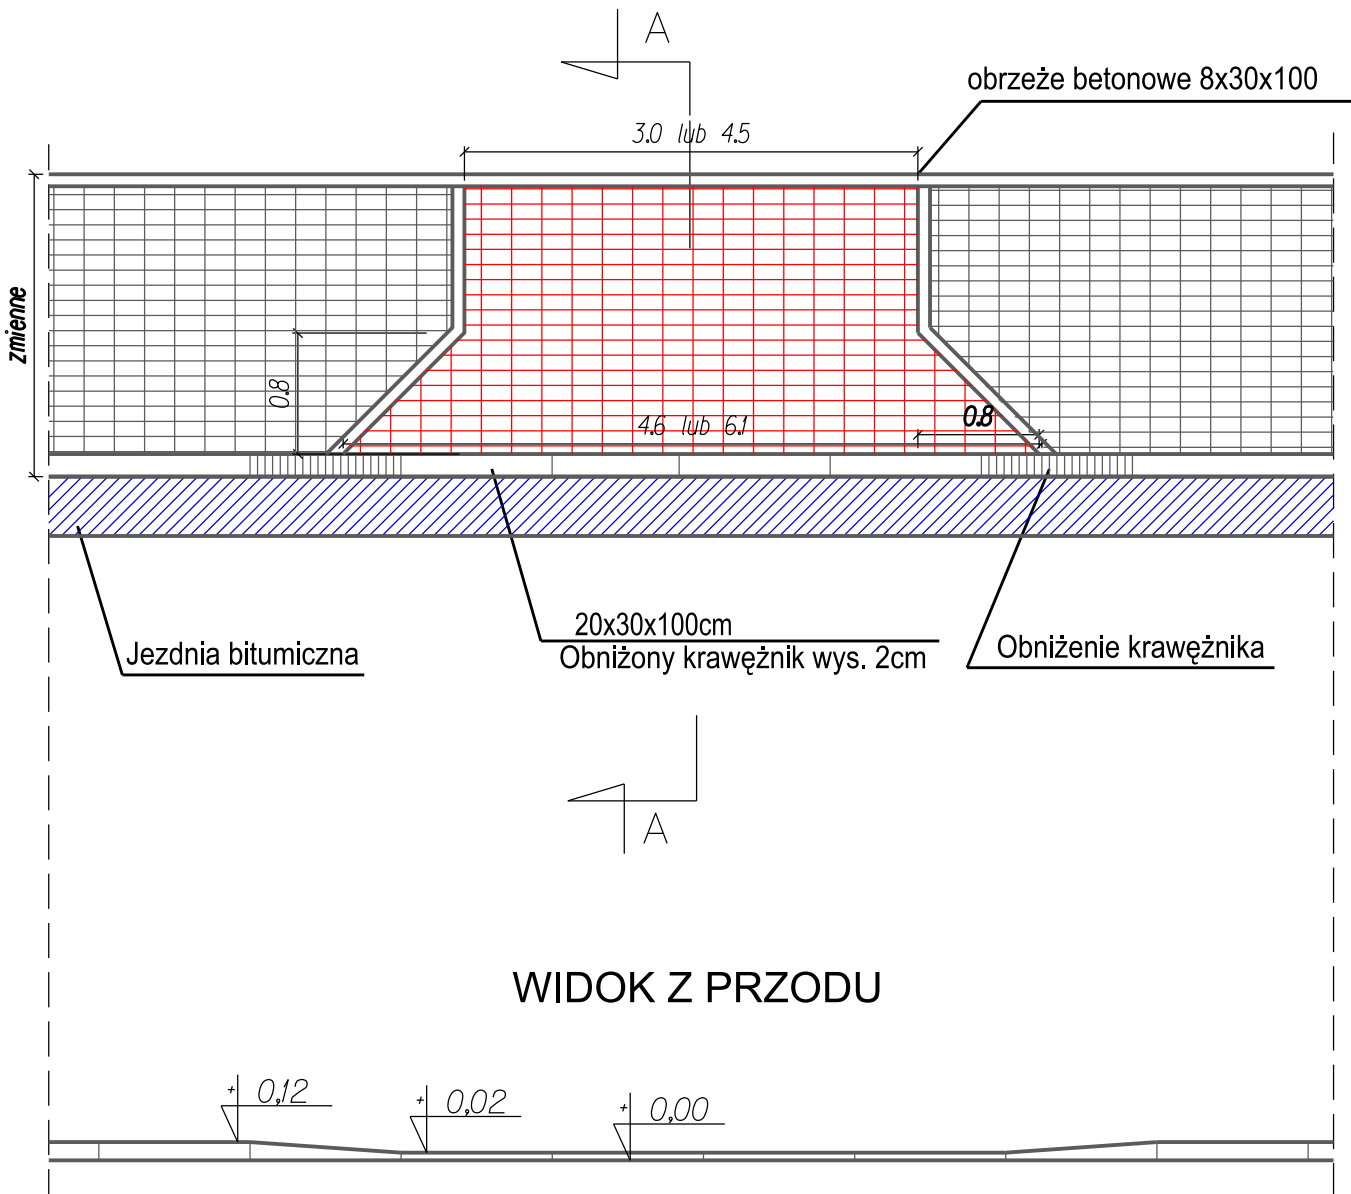 A
obrzeże betonowe 8x30x100
3.0 lub 4.5
zmienne
0.8
4.6 lub 6.1
0.8
20x30x100cm
Obniżony krawężnik wys. 2cm
Jezdnia bitumiczna
Obniżenie krawężnika
A
WIDOK Z PRZODU
+ 0,12
+ 0,02
+ 0,00